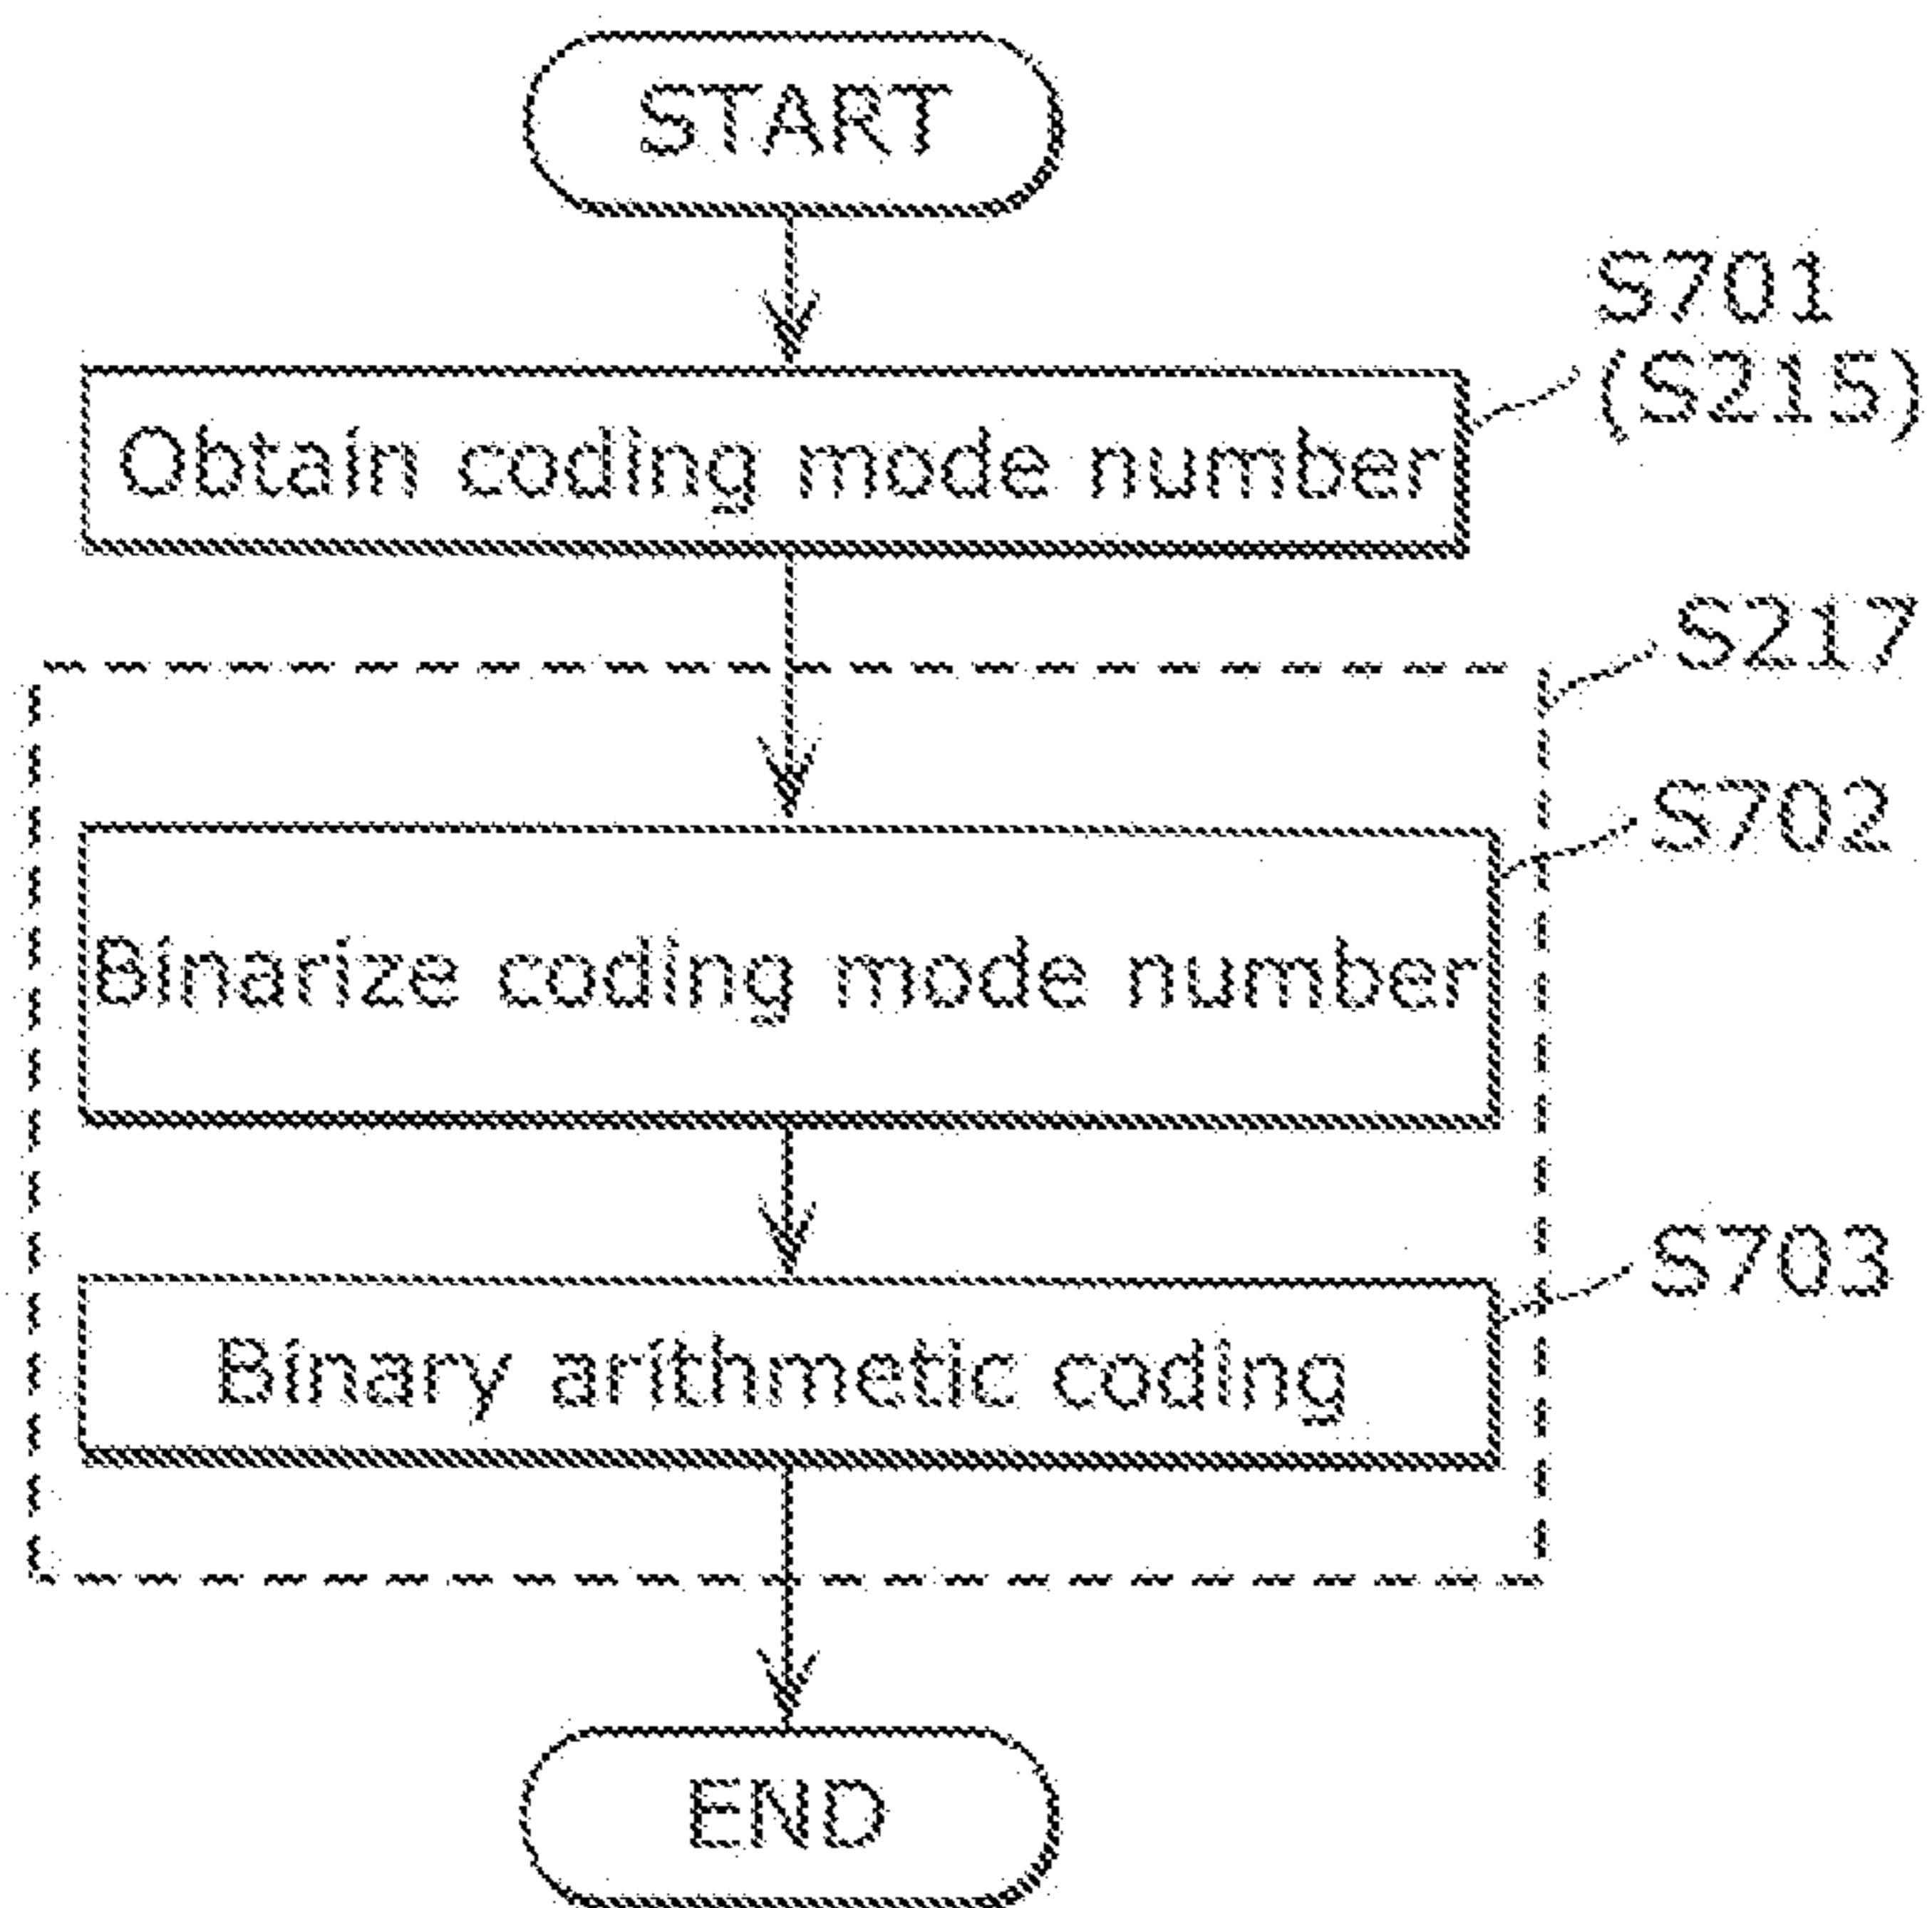 START
S701
(S215)
Obtain coding mode number
S217
S702
Binarize coding mode number
S703
Binary arithmetic coding
END